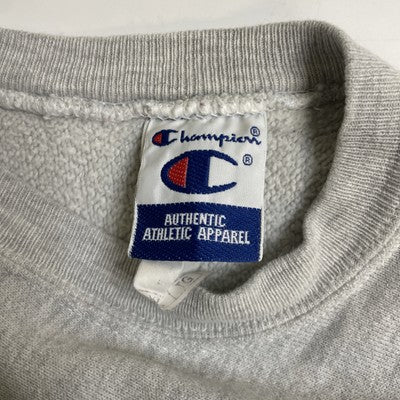 Champion®
®
AUTHENTIC
ATHLETIC APPAREL